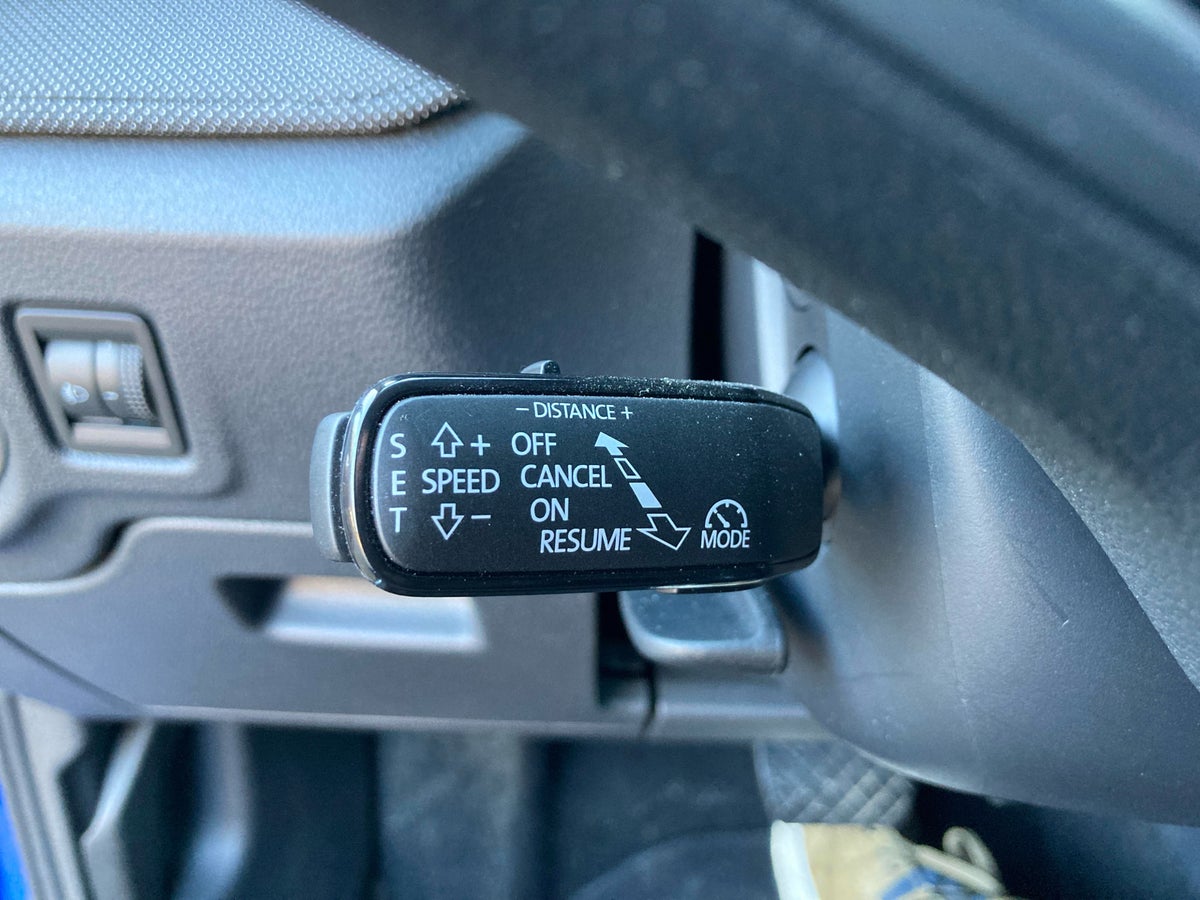 − DISTANCE +
S + OFF
E SPEED CANCEL
T − ON
RESUME MODE